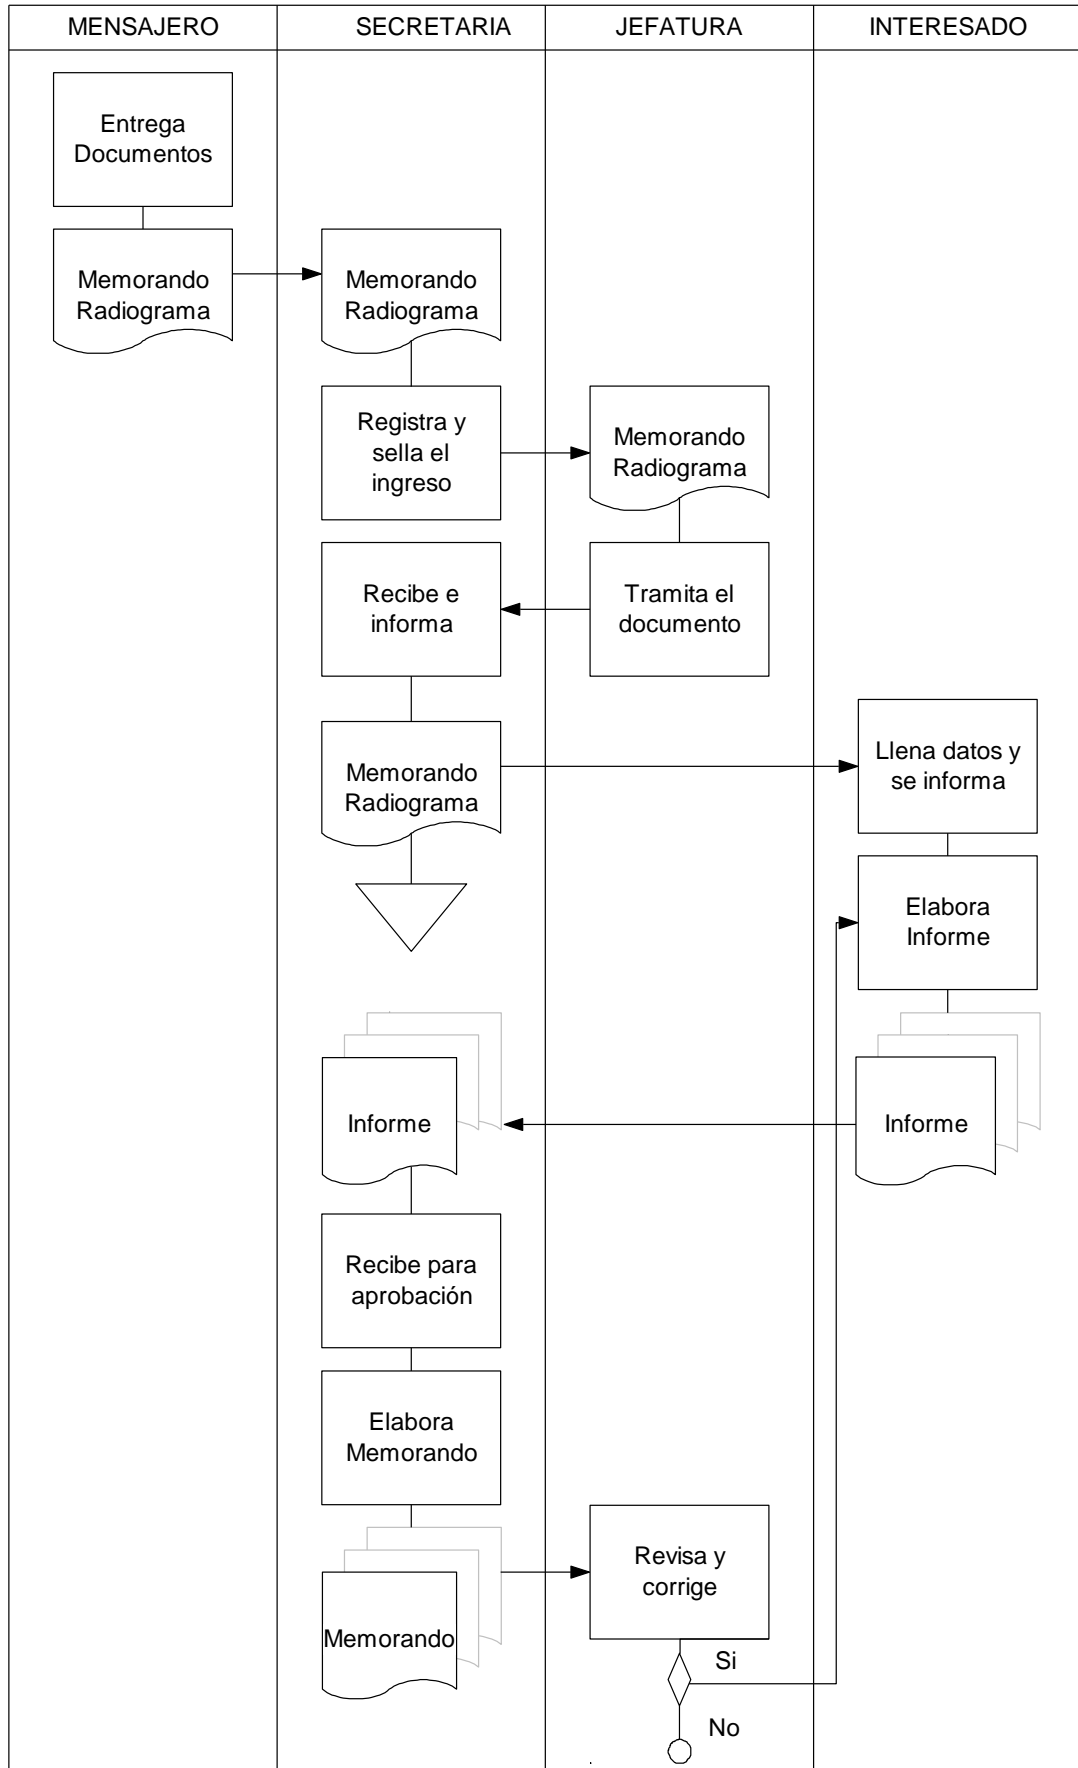 MENSAJERO
SECRETARIA
JEFATURA
INTERESADO
Entrega
Documentos
Memorando
Radiograma
Memorando
Radiograma
Registra y
sella el
ingreso
Memorando
Radiograma
Recibe e
informa
Tramita el
documento
Memorando
Radiograma
Llena datos y
se informa
Elabora
Informe
Informe
Informe
Recibe para
aprobación
Elabora
Memorando
Memorando
Revisa y
corrige
Si
No